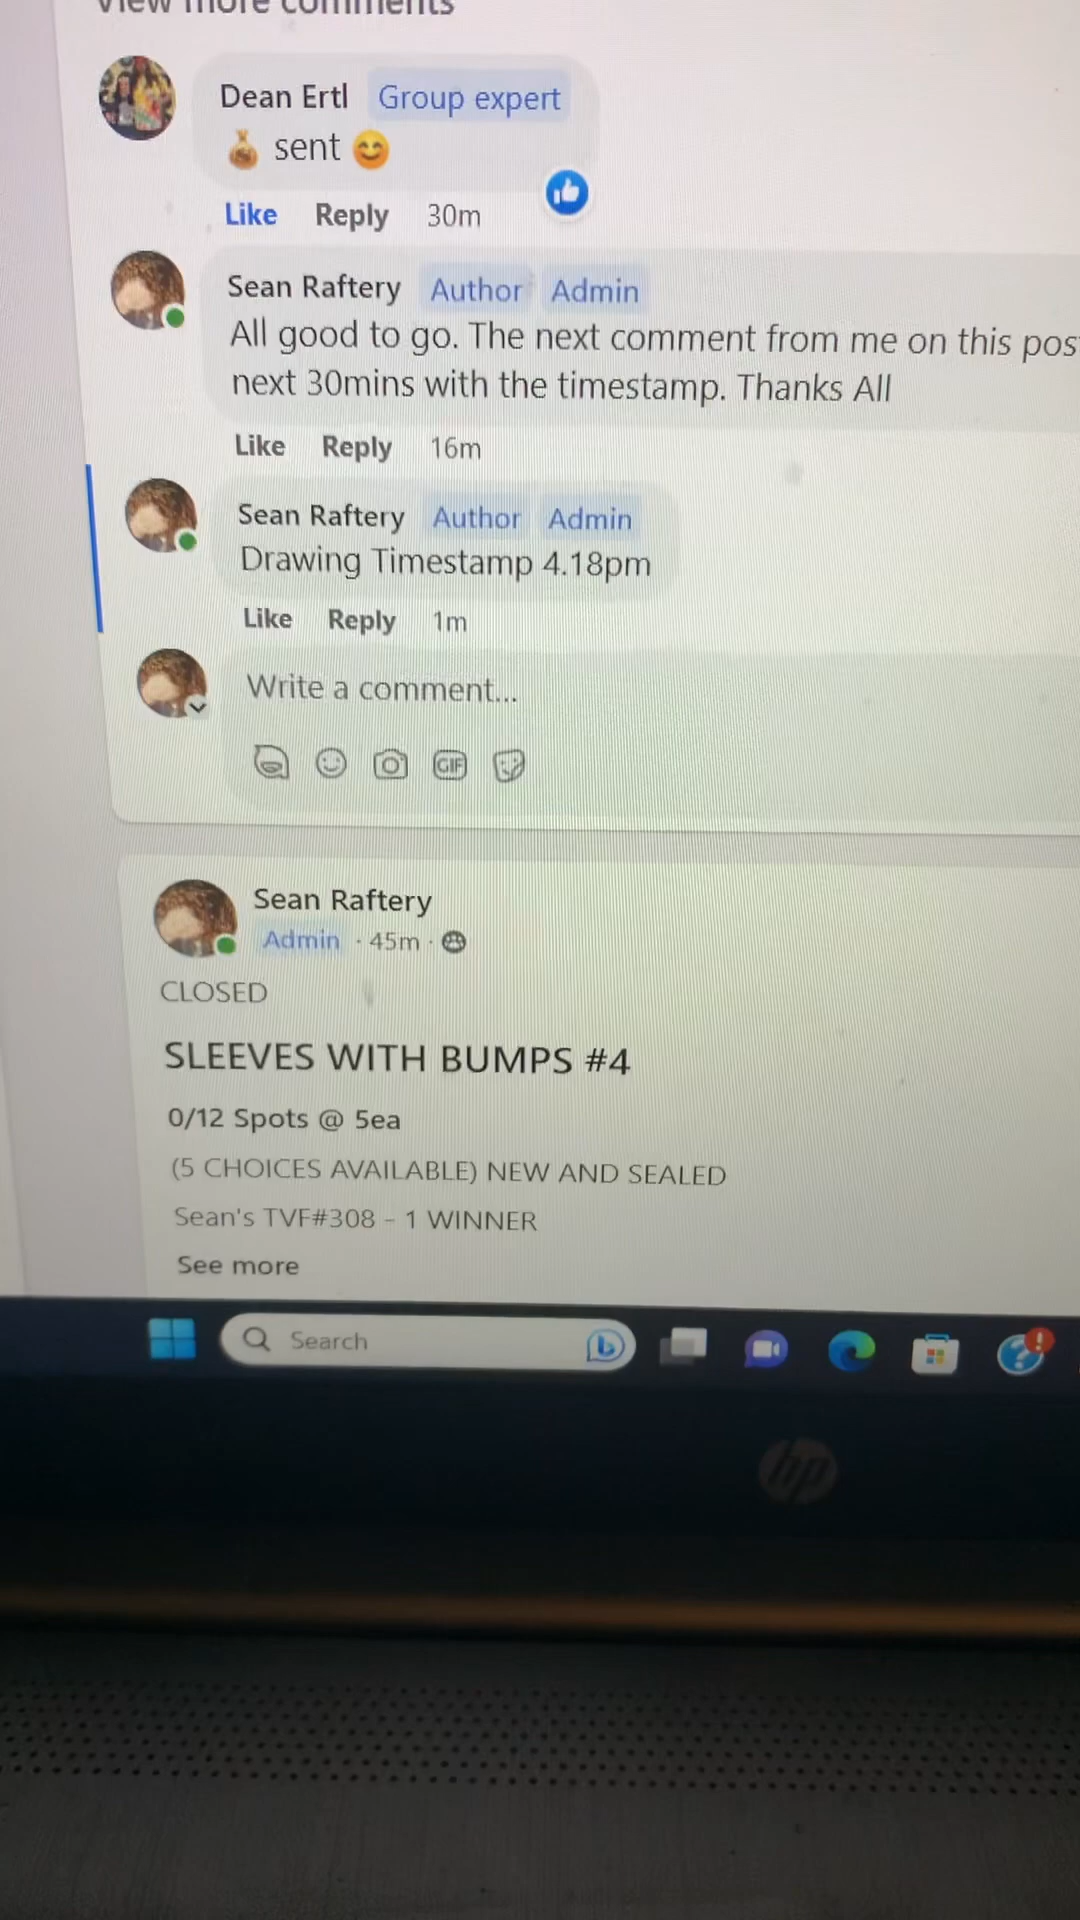 View more comments
Dean Ertl Group expert
💰 sent 😊
Like Reply 30m
Sean Raftery Author Admin
All good to go. The next comment from me on this pos
next 30mins with the timestamp. Thanks All
Like Reply 16m
Sean Raftery Author Admin
Drawing Timestamp 4.18pm
Like Reply 1m
Write a comment...
GIF
Sean Raftery
Admin · 45m ·
CLOSED
SLEEVES WITH BUMPS #4
0/12 Spots @ 5ea
(5 CHOICES AVAILABLE) NEW AND SEALED
Sean's TVF#308 - 1 WINNER
See more
Search
hp